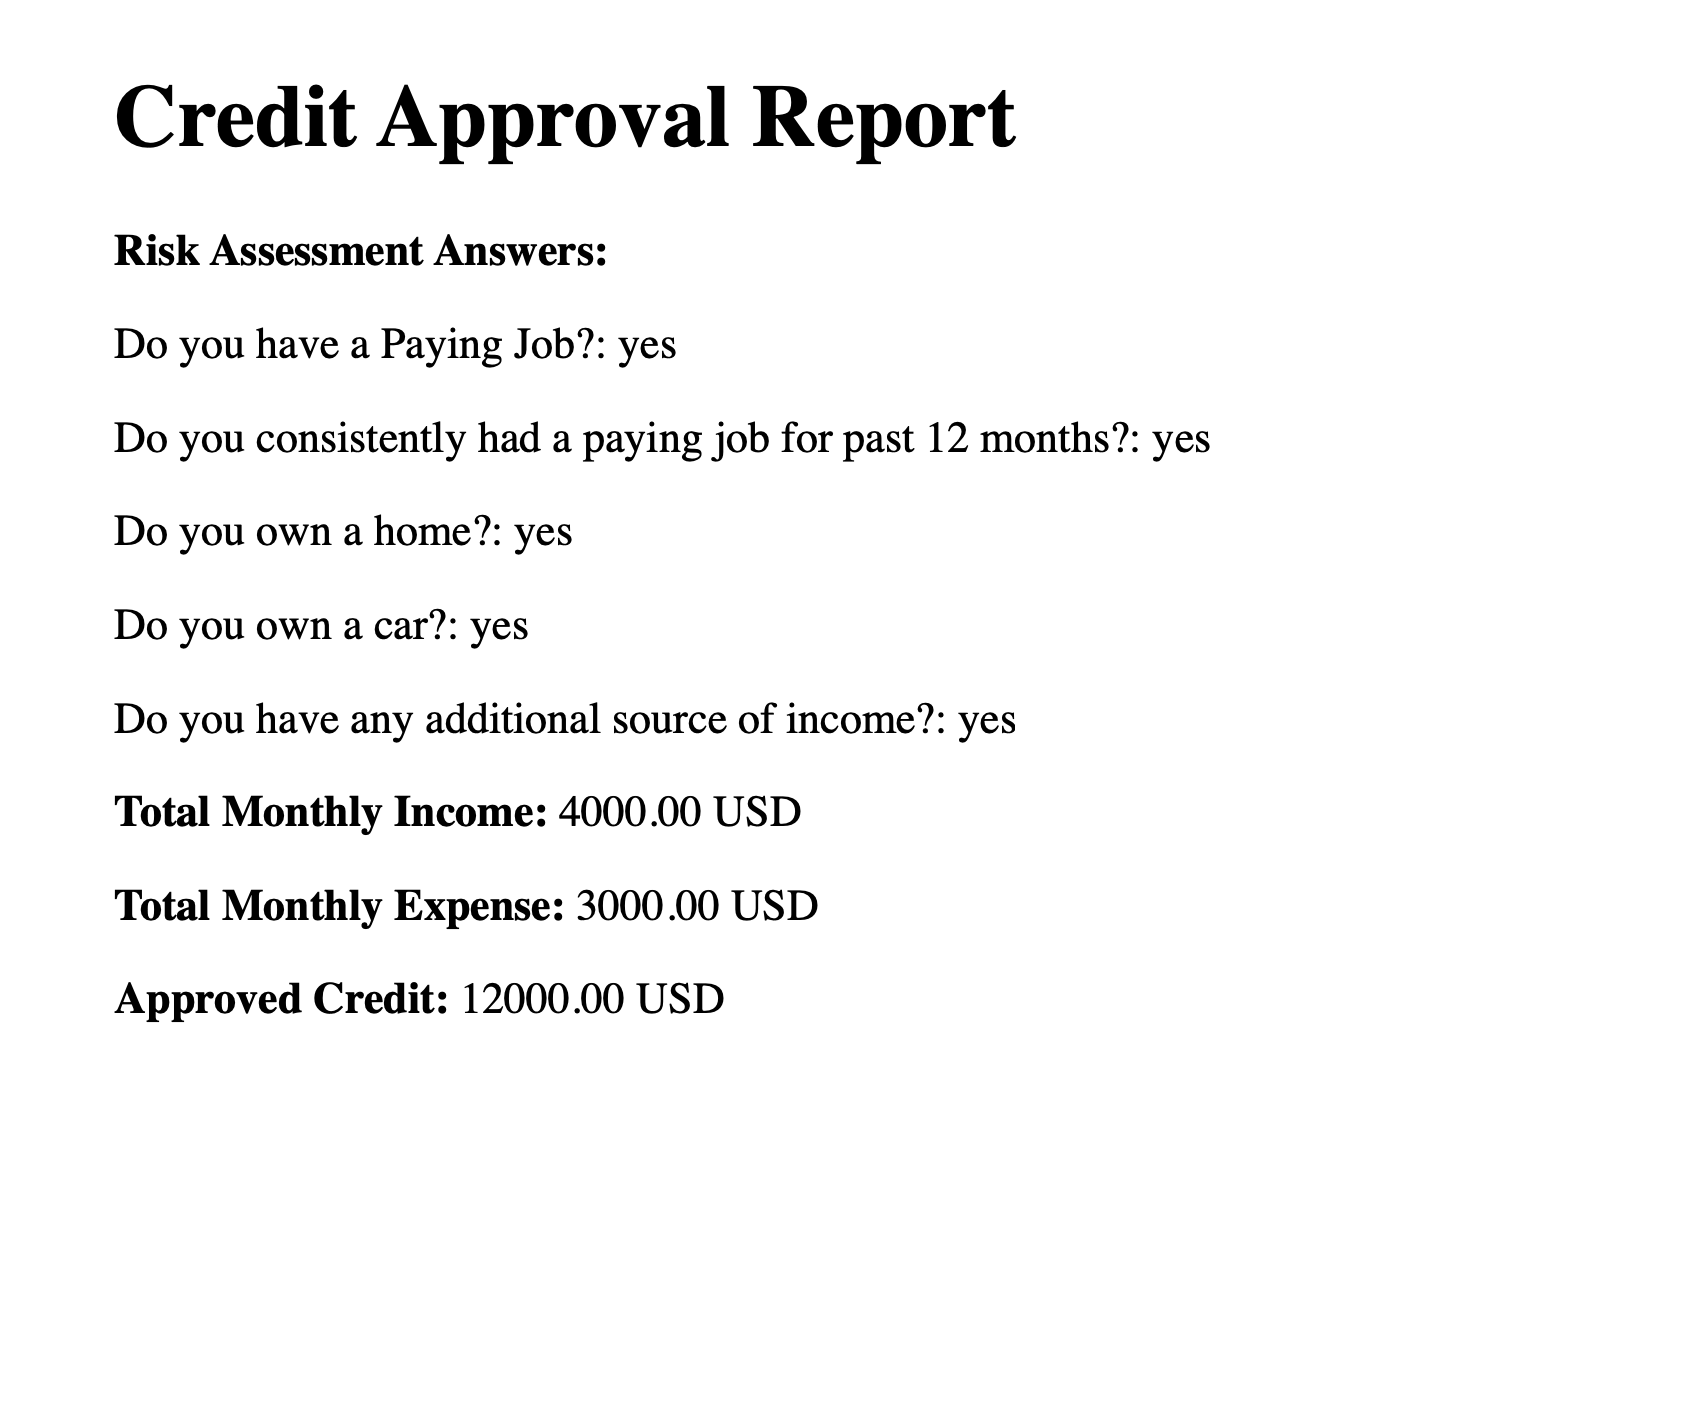 Credit Approval Report
Risk Assessment Answers:
Do you have a Paying Job?: yes
Do you consistently had a paying job for past 12 months?: yes
Do you own a home?: yes
Do you own a car?: yes
Do you have any additional source of income?: yes
Total Monthly Income: 4000.00 USD
Total Monthly Expense: 3000.00 USD
Approved Credit: 12000.00 USD